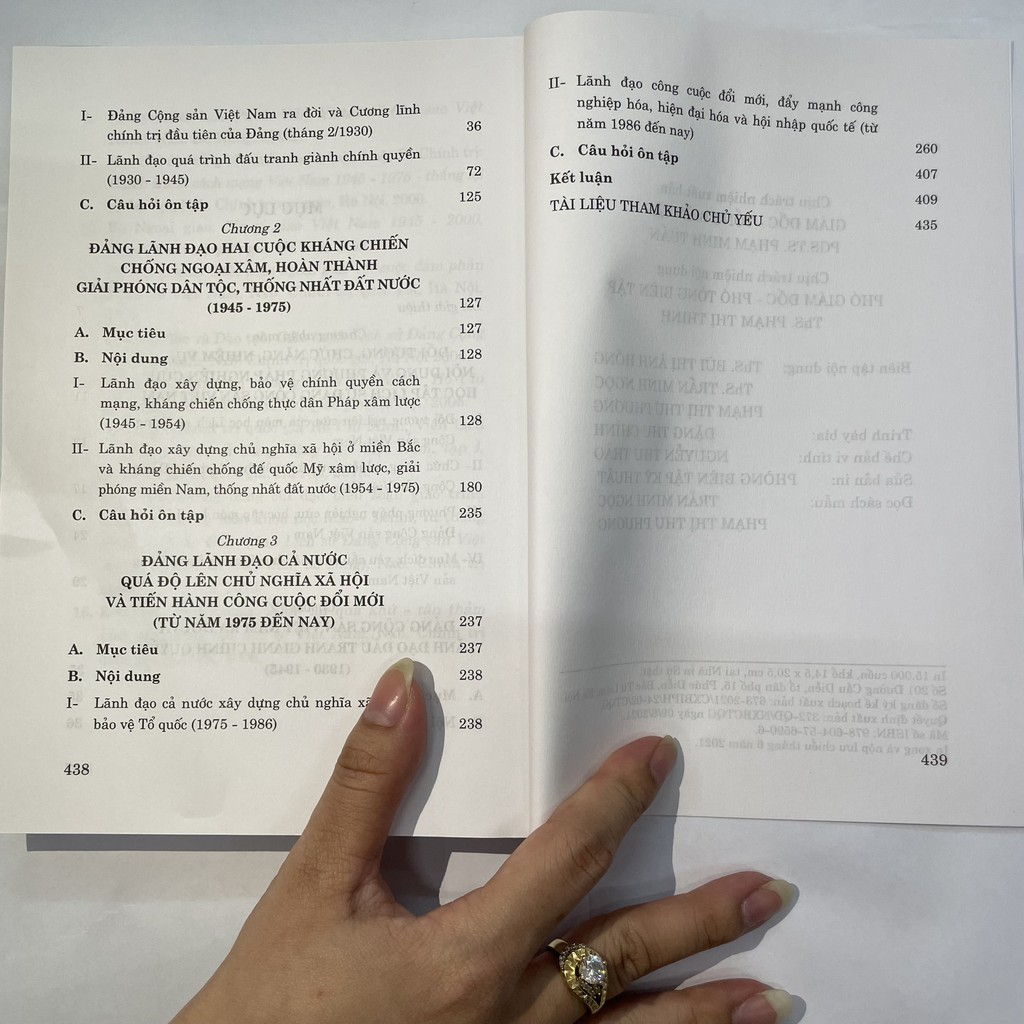 I- Đảng Cộng sản Việt Nam ra đời và Cương lĩnh
chính trị đầu tiên của Đảng (tháng 2/1930) 36
II- Lãnh đạo quá trình đấu tranh giành chính quyền
(1930 - 1945) 72
C. Câu hỏi ôn tập 125
Chương 2
ĐẢNG LÃNH ĐẠO HAI CUỘC KHÁNG CHIẾN
CHỐNG NGOẠI XÂM, HOÀN THÀNH
GIẢI PHÓNG DÂN TỘC, THỐNG NHẤT ĐẤT NƯỚC
(1945 - 1975) 127
A. Mục tiêu 127
B. Nội dung 128
I- Lãnh đạo xây dựng, bảo vệ chính quyền cách
mạng, kháng chiến chống thực dân Pháp xâm lược
(1945 - 1954) 128
II- Lãnh đạo xây dựng chủ nghĩa xã hội ở miền Bắc
và kháng chiến chống đế quốc Mỹ xâm lược, giải
phóng miền Nam, thống nhất đất nước (1954 - 1975) 180
C. Câu hỏi ôn tập 235
Chương 3
ĐẢNG LÃNH ĐẠO CẢ NƯỚC
QUÁ ĐỘ LÊN CHỦ NGHĨA XÃ HỘI
VÀ TIẾN HÀNH CÔNG CUỘC ĐỔI MỚI
(TỪ NĂM 1975 ĐẾN NAY) 237
A. Mục tiêu 237
B. Nội dung 238
I- Lãnh đạo cả nước xây dựng chủ nghĩa
bảo vệ Tổ quốc (1975 - 1986) 238
438
II- Lãnh đạo công cuộc đổi mới, đẩy mạnh công
nghiệp hóa, hiện đại hóa và hội nhập quốc tế (từ
năm 1986 đến nay) 260
C. Câu hỏi ôn tập 407
Kết luận 409
TÀI LIỆU THAM KHẢO CHỦ YẾU 435
439